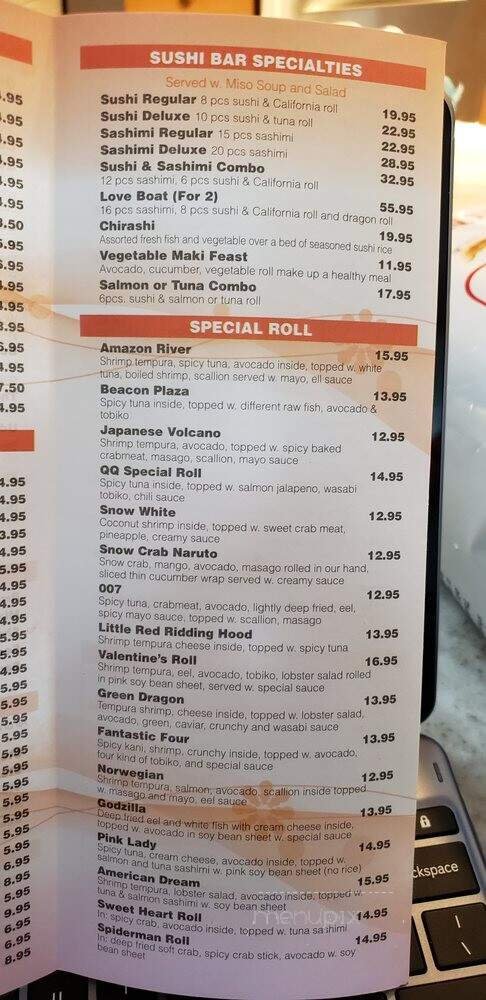 SUSHI BAR SPECIALTIES
Served w. Miso Soup and Salad
Sushi Regular 8 pcs sushi & California roll 19.95
Sushi Deluxe 10 pcs sushi & tuna roll 22.95
Sashimi Regular 15 pcs sashimi 22.95
Sashimi Deluxe 20 pcs sashimi 28.95
Sushi & Sashimi Combo 32.95
12 pcs sashimi, 6 pcs sushi & California roll
Love Boat (For 2) 55.95
16 pcs sashimi, 8 pcs sushi & California roll and dragon roll
Chirashi 19.95
Assorted fresh fish and vegetable over a bed of seasoned sushi rice
Vegetable Maki Feast 11.95
Avocado, cucumber, vegetable roll make up a healthy meal
Salmon or Tuna Combo 17.95
6pcs. sushi & salmon or tuna roll
SPECIAL ROLL
Amazon River 15.95
Shrimp tempura, spicy tuna, avocado inside, topped w. white
tuna, boiled shrimp, scallion served w. mayo, ell sauce
Beacon Plaza 13.95
Spicy tuna inside, topped w. different raw fish, avocado &
tobiko
Japanese Volcano 12.95
Shrimp tempura, avocado, topped w. spicy baked
crabmeat, masago, scallion, mayo sauce
QQ Special Roll 14.95
Spicy tuna inside, topped w. salmon jalapeno, wasabi
tobiko, chili sauce
Snow White 12.95
Coconut shrimp inside, topped w. sweet crab meat,
pineapple, creamy sauce
Snow Crab Naruto 12.95
Snow crab, mango, avocado, masago rolled in our hand,
sliced thin cucumber wrap served w. creamy sauce
007 12.95
Spicy tuna, crabmeat, avocado, lightly deep fried, eel,
spicy mayo sauce, topped w. scallion, masago
Little Red Ridding Hood 13.95
Shrimp tempura cheese inside, topped w. spicy tuna
Valentine's Roll 16.95
Shrimp tempura, eel, avocado, tobiko, lobster salad rolled
in pink soy bean sheet, served w. special sauce
Green Dragon 13.95
Tempura shrimp, cheese inside, topped w. lobster salad,
avocado, green, caviar, crunchy and wasabi sauce
Fantastic Four 13.95
Spicy kani, shrimp, crunchy inside, topped w. avocado,
four kind of tobiko, and special sauce
Norwegian 12.95
Shrimp tempura, salmon, avocado, scallion inside topped
w. masago and mayo, eel sauce
Godzilla 13.95
Deep fried eel and white fish with cream cheese inside,
topped w. avocado in soy bean sheet w. special sauce
Pink Lady 14.95
Spicy tuna, cream cheese, avocado inside, topped w.
salmon and tuna sashimi w. pink soy bean sheet (no rice)
American Dream 15.95
Shrimp tempura, lobster salad, avocado inside, topped w.
tuna & salmon sashimi w. soy bean sheet
Sweet Heart Roll 14.95
In: spicy crab, avocado inside, topped w. tuna sashimi
Spiderman Roll 14.95
In: deep fried soft crab, spicy crab stick, avocado w. soy
bean sheet
menupix
ckspace